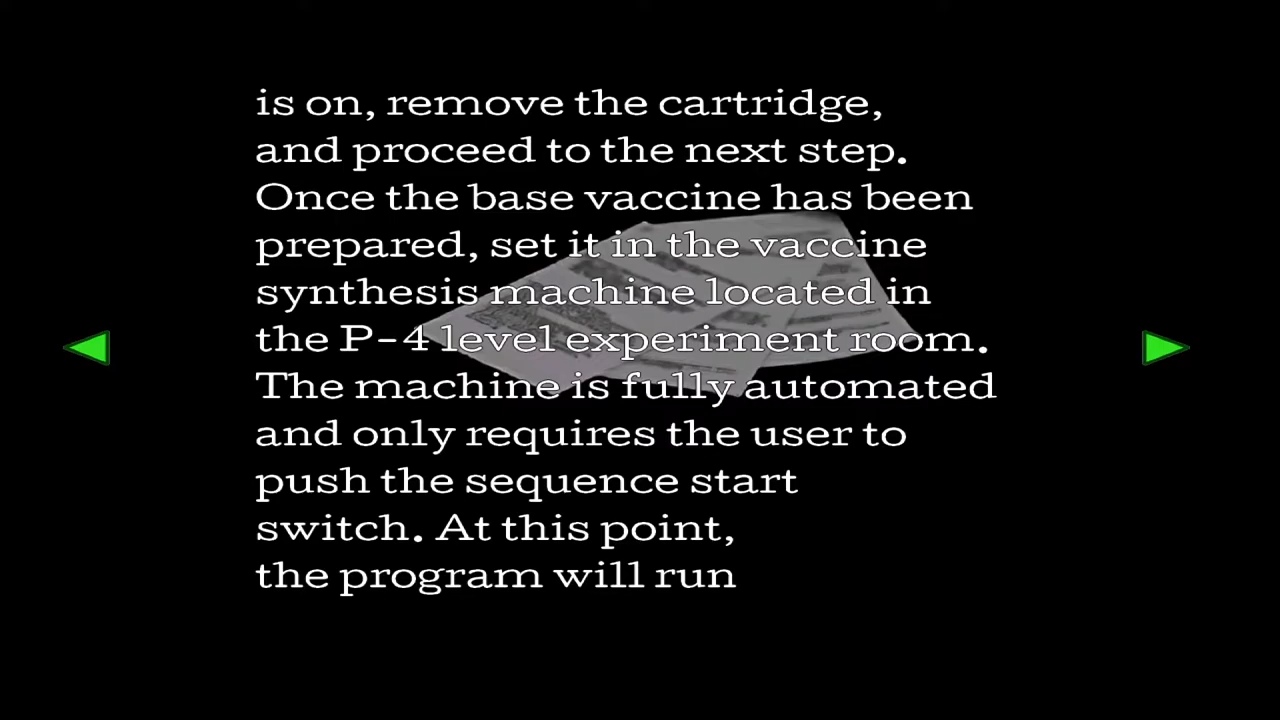 is on, remove the cartridge,
and proceed to the next step.
Once the base vaccine has been
prepared, set it in the vaccine
synthesis machine located in
the P-4 level experiment room.
The machine is fully automated
and only requires the user to
push the sequence start
switch. At this point,
the program will run